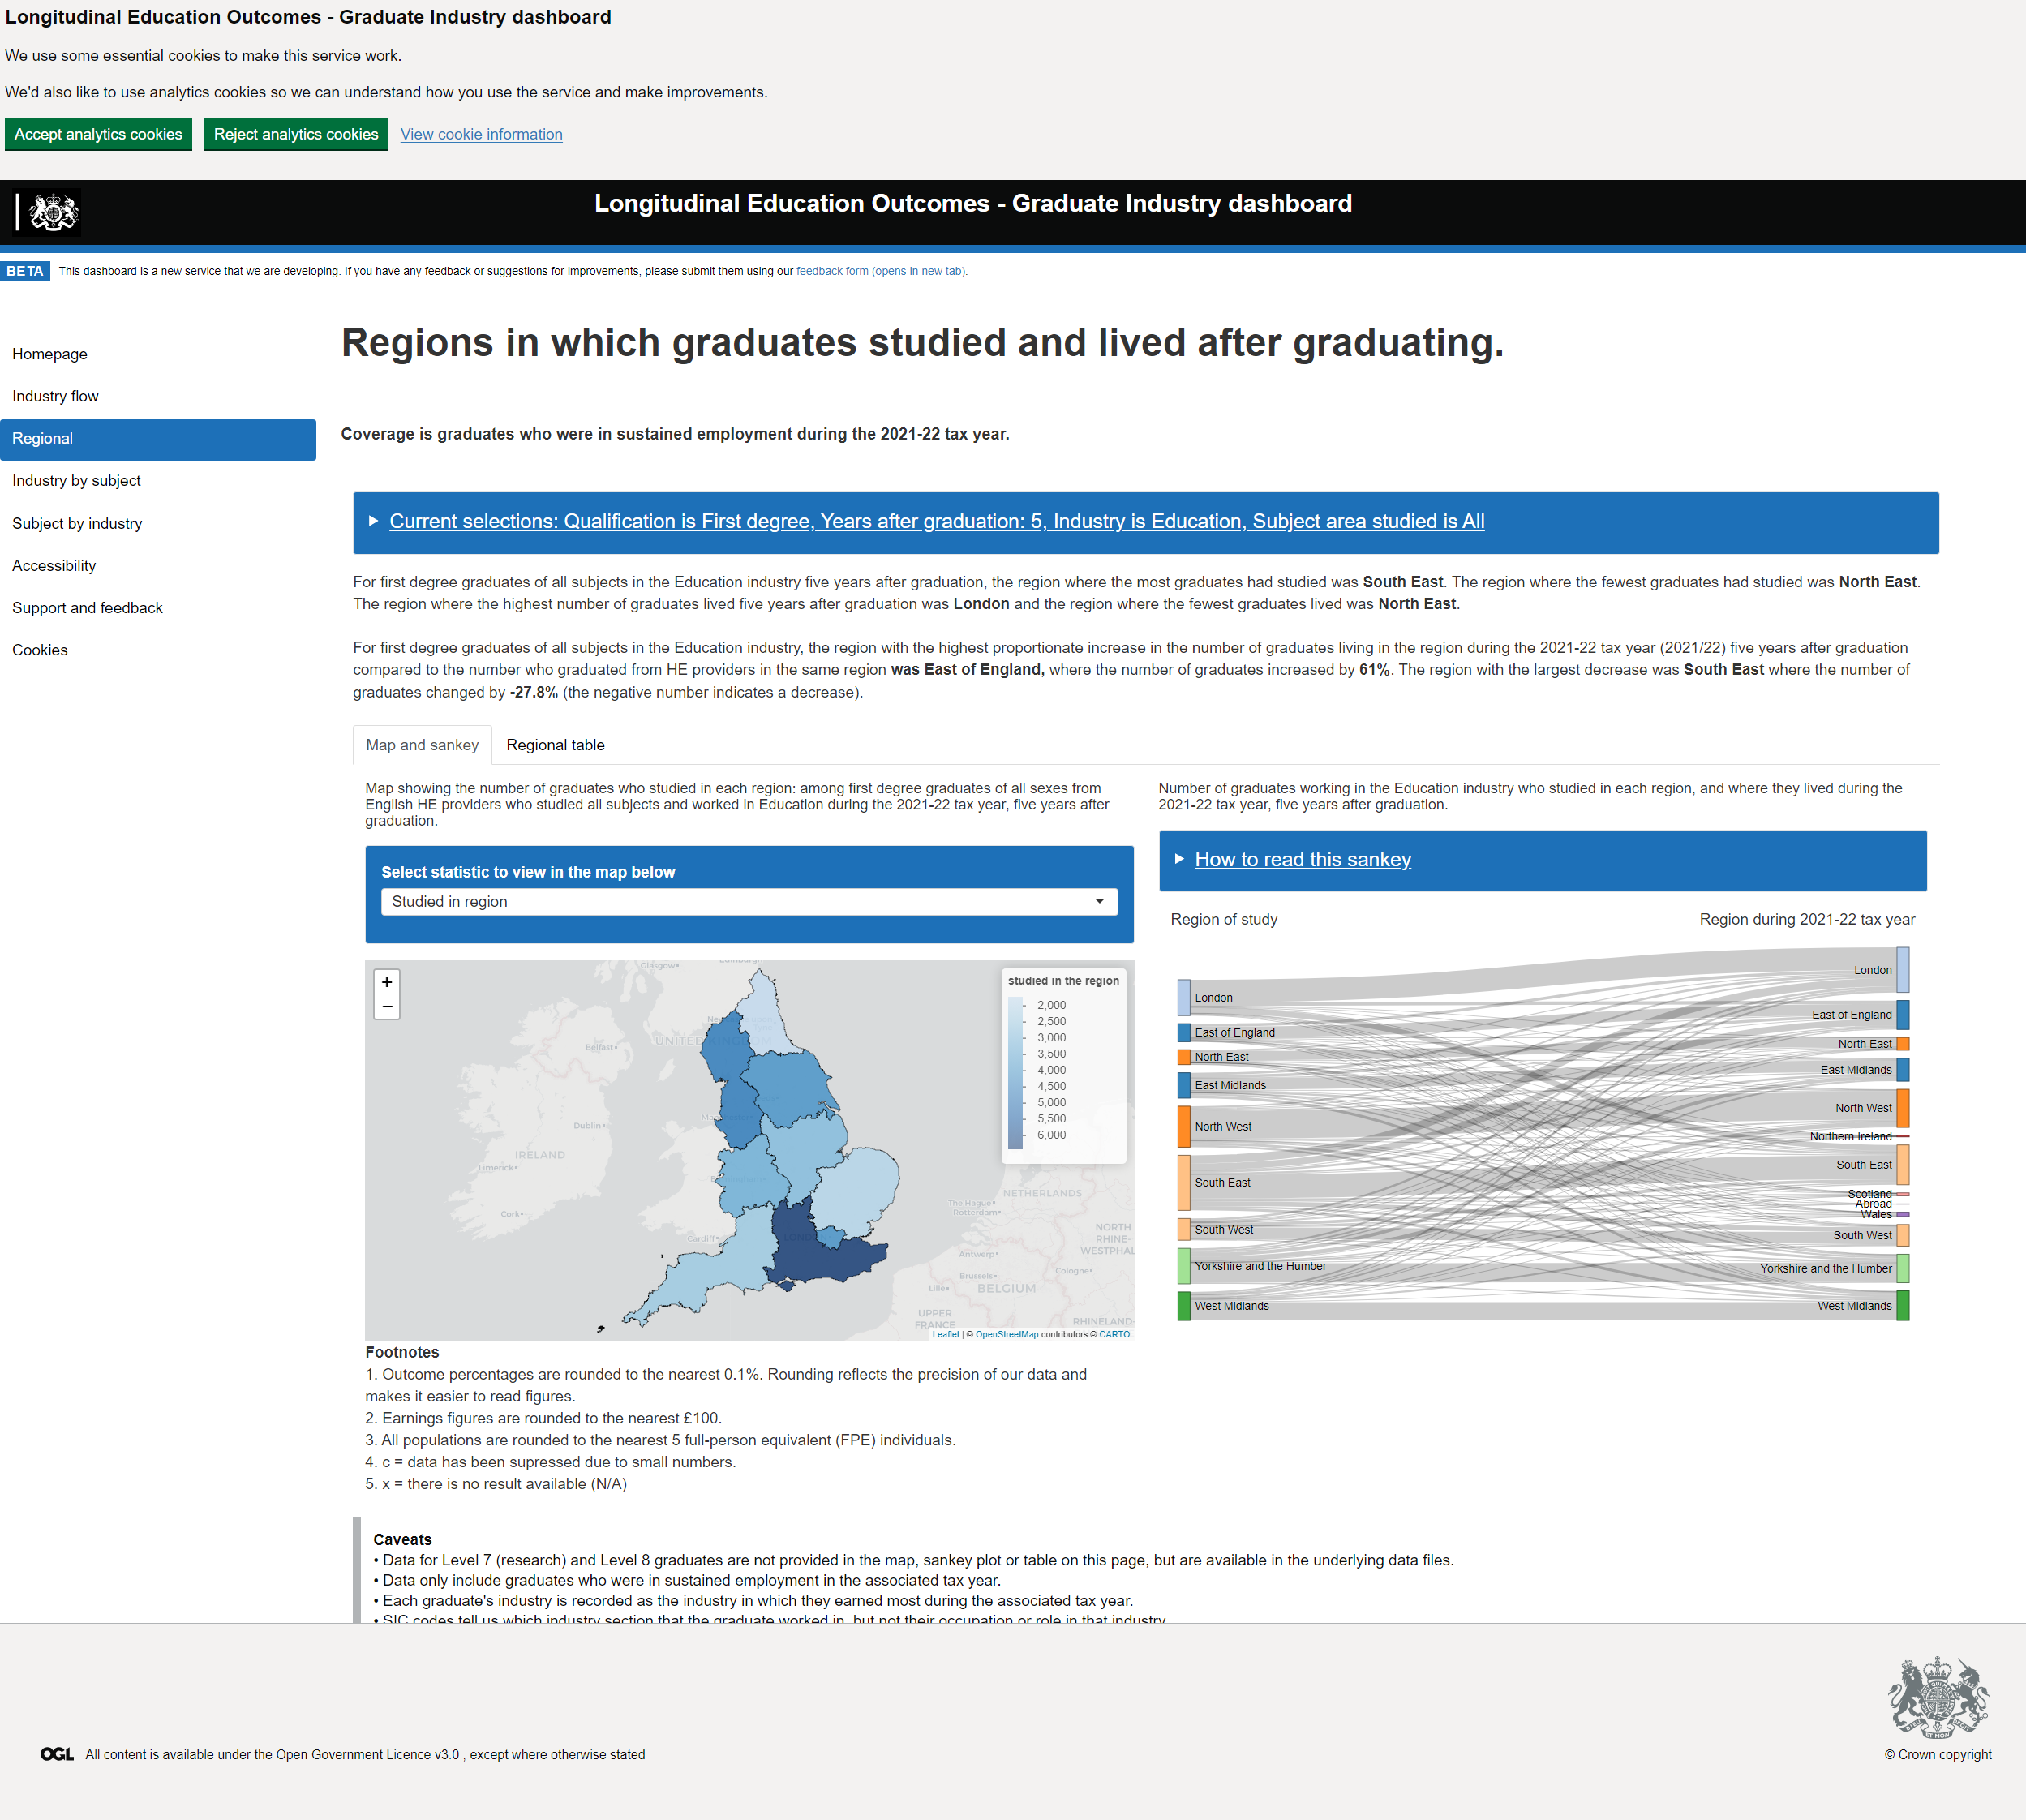 Longitudinal Education Outcomes - Graduate Industry dashboard
We use some essential cookies to make this service work.
We'd also like to use analytics cookies so we can understand how you use the service and make improvements.
Accept analytics cookies
Reject analytics cookies
View cookie information
Longitudinal Education Outcomes - Graduate Industry dashboard
BETA
This dashboard is a new service that we are developing. If you have any feedback or suggestions for improvements, please submit them using our feedback form (opens in new tab).
Homepage
Industry flow
Regional
Industry by subject
Subject by industry
Accessibility
Support and feedback
Cookies
Regions in which graduates studied and lived after graduating.
Coverage is graduates who were in sustained employment during the 2021-22 tax year.
Current selections: Qualification is First degree, Years after graduation: 5, Industry is Education, Subject area studied is All
For first degree graduates of all subjects in the Education industry five years after graduation, the region where the most graduates had studied was South East. The region where the fewest graduates had studied was North East.
The region where the highest number of graduates lived five years after graduation was London and the region where the fewest graduates lived was North East.
For first degree graduates of all subjects in the Education industry, the region with the highest proportionate increase in the number of graduates living in the region during the 2021-22 tax year (2021/22) five years after graduation
compared to the number who graduated from HE providers in the same region was East of England, where the number of graduates increased by 61%. The region with the largest decrease was South East where the number of
graduates changed by -27.8% (the negative number indicates a decrease).
Map and sankey
Regional table
Map showing the number of graduates who studied in each region: among first degree graduates of all sexes from
English HE providers who studied all subjects and worked in Education during the 2021-22 tax year, five years after
graduation.
Select statistic to view in the map below
Studied in region
+
−
studied in the region
2,000
2,500
3,000
3,500
4,000
4,500
5,000
5,500
6,000
Glasgow
Belfast
UNITED
Dublin
IRELAND
Limerick
Cork
Cardiff
The Hague
Rotterdam
NETHERLANDS
NORTH
RHINE-
WESTPHAL
Antwerp
Cologne
Brussels
Lille
BELGIUM
UPPER
FRANCE
RHINELAND
Leaflet | © OpenStreetMap contributors © CARTO
Number of graduates working in the Education industry who studied in each region, and where they lived during the
2021-22 tax year, five years after graduation.
How to read this sankey
Region of study
Region during 2021-22 tax year
London
East of England
North East
East Midlands
North West
South East
South West
Yorkshire and the Humber
West Midlands
London
East of England
North East
East Midlands
North West
Northern Ireland
South East
Scotland
Abroad
Wales
South West
Yorkshire and the Humber
West Midlands
Footnotes
1. Outcome percentages are rounded to the nearest 0.1%. Rounding reflects the precision of our data and
makes it easier to read figures.
2. Earnings figures are rounded to the nearest £100.
3. All populations are rounded to the nearest 5 full-person equivalent (FPE) individuals.
4. c = data has been supressed due to small numbers.
5. x = there is no result available (N/A)
Caveats
• Data for Level 7 (research) and Level 8 graduates are not provided in the map, sankey plot or table on this page, but are available in the underlying data files.
• Data only include graduates who were in sustained employment in the associated tax year.
• Each graduate's industry is recorded as the industry in which they earned most during the associated tax year.
• SIC codes tell us which industry section that the graduate worked in, but not their occupation or role in that industry
OGL
All content is available under the Open Government Licence v3.0 , except where otherwise stated
© Crown copyright